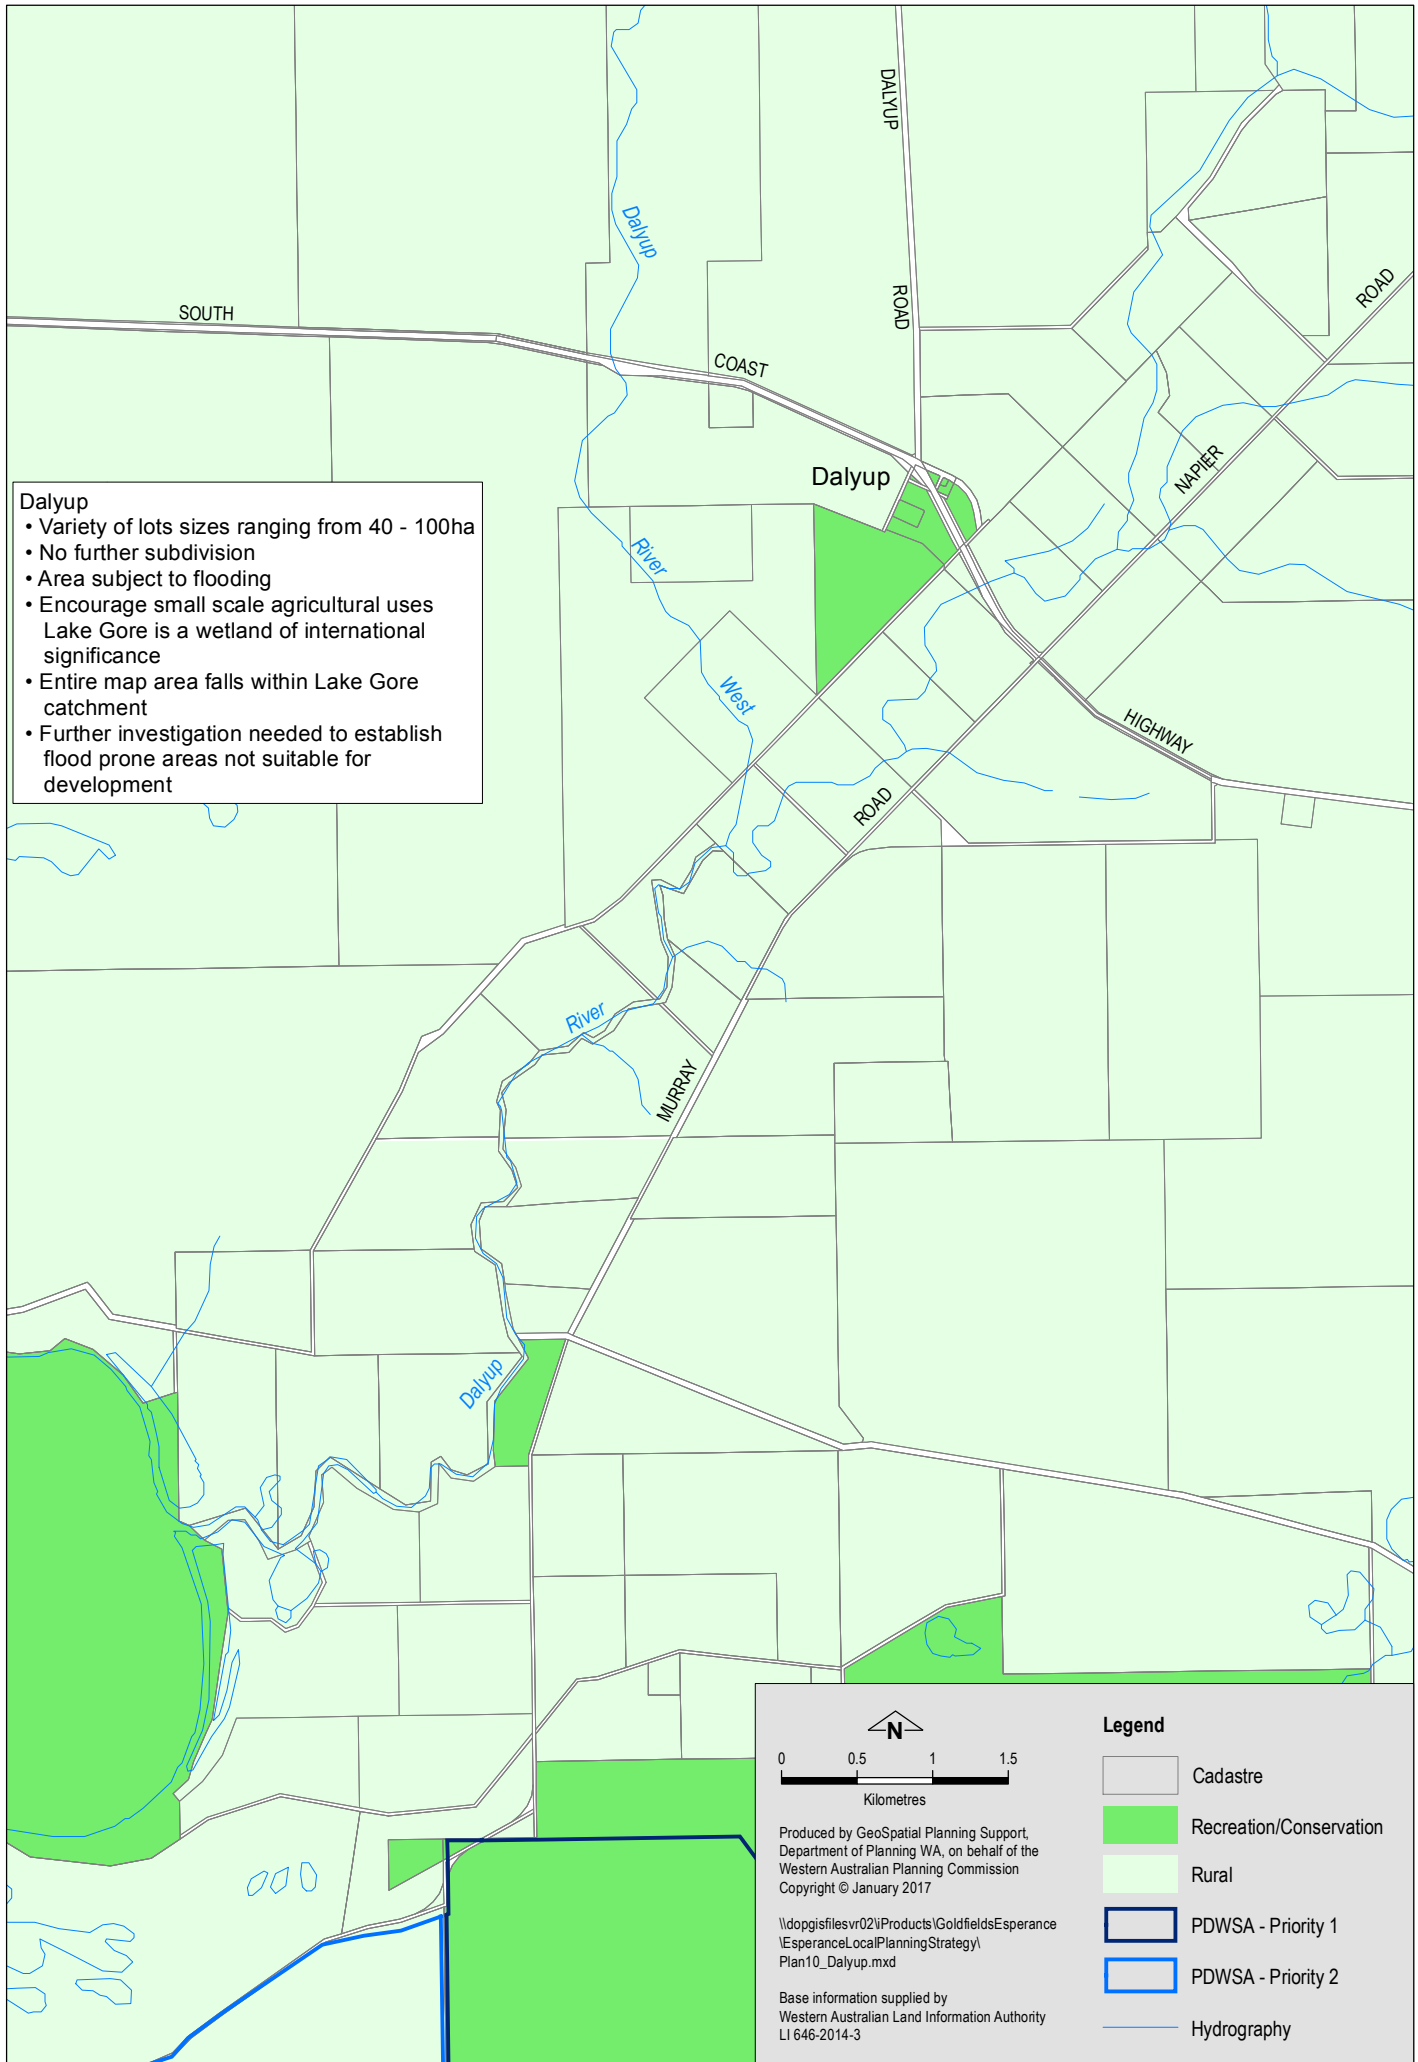 DALYUP
Dalyup
ROAD
ROAD
SOUTH
COAST
NAPIER
Dalyup
Dalyup
• Variety of lots sizes ranging from 40 - 100ha
• No further subdivision
• Area subject to flooding
• Encourage small scale agricultural uses
Lake Gore is a wetland of international
significance
• Entire map area falls within Lake Gore
catchment
• Further investigation needed to establish
flood prone areas not suitable for
development
River
West
HIGHWAY
ROAD
River
MURRAY
Dalyup
N
0 0.5 1 1.5
Kilometres
Produced by GeoSpatial Planning Support,
Department of Planning WA, on behalf of the
Western Australian Planning Commission
Copyright © January 2017
\\dopgisfilesvr02\iProducts\GoldfieldsEsperance
\EsperanceLocalPlanningStrategy\
Plan10_Dalyup.mxd
Base information supplied by
Western Australian Land Information Authority
LI 646-2014-3
Legend
Cadastre
Recreation/Conservation
Rural
PDWSA - Priority 1
PDWSA - Priority 2
Hydrography